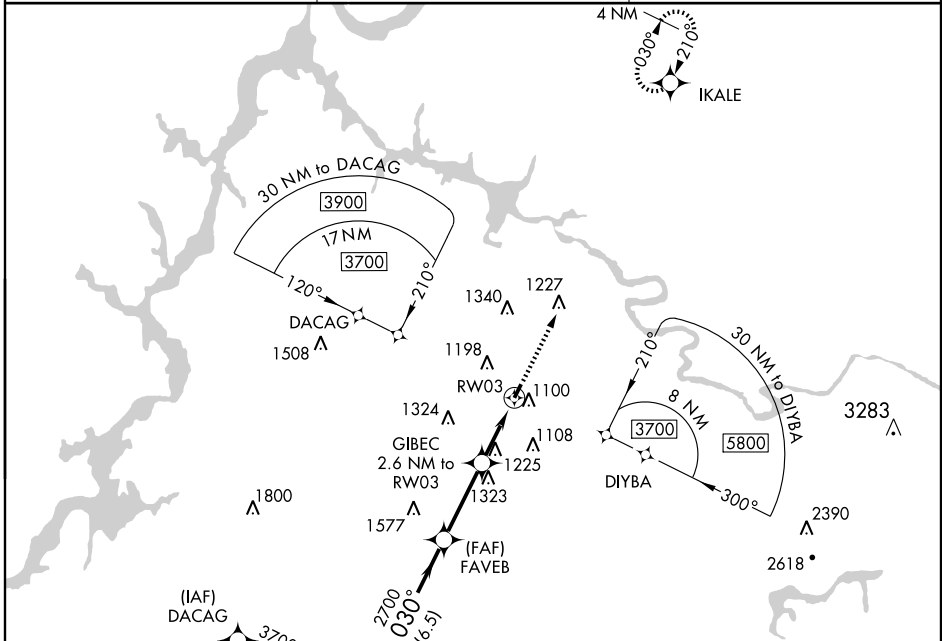 4 NM
030°
210°
IKALE
30 NM to DACAG
3900
17 NM
3700
120°
210°
DACAG
1508
1340
1227
1198
RW03
1100
1324
GIBEC
2.6 NM to
RW03
1108
1225
1323
1800
1577
(FAF)
FAVEB
210°
30 NM to DIYBA
8 NM
3700
5800
DIYBA
300°
3283
2390
2618
(IAF)
DACAG
3700
2700
030°